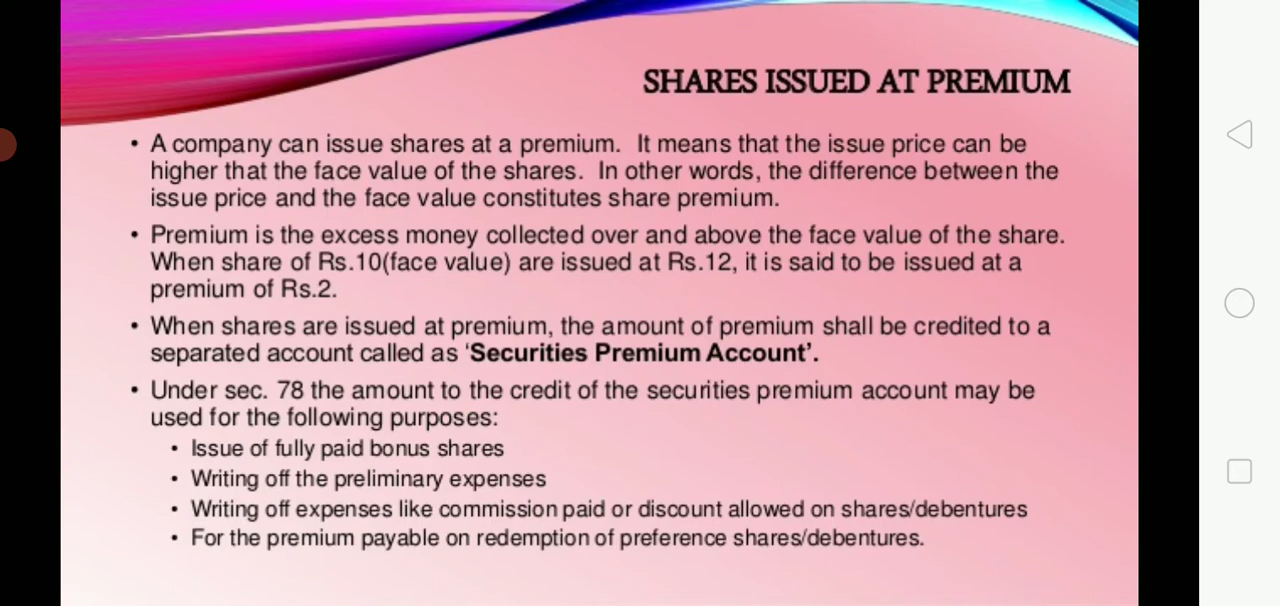 SHARES ISSUED AT PREMIUM
• A company can issue shares at a premium. It means that the issue price can be
higher that the face value of the shares. In other words, the difference between the
issue price and the face value constitutes share premium.
• Premium is the excess money collected over and above the face value of the share.
When share of Rs.10(face value) are issued at Rs.12, it is said to be issued at a
premium of Rs.2.
• When shares are issued at premium, the amount of premium shall be credited to a
separated account called as ‘Securities Premium Account’.
• Under sec. 78 the amount to the credit of the securities premium account may be
used for the following purposes:
• Issue of fully paid bonus shares
• Writing off the preliminary expenses
• Writing off expenses like commission paid or discount allowed on shares/debentures
• For the premium payable on redemption of preference shares/debentures.